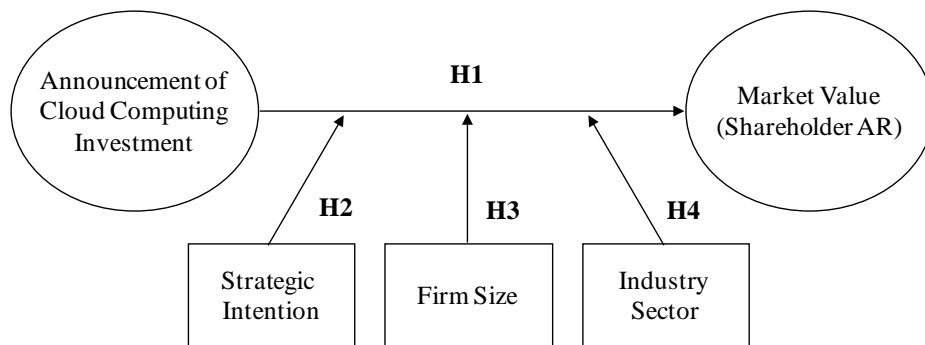 Announcement of
Cloud Computing
Investment
H1
Market Value
(Shareholder AR)
H2
H3
H4
Strategic
Intention
Firm Size
Industry
Sector